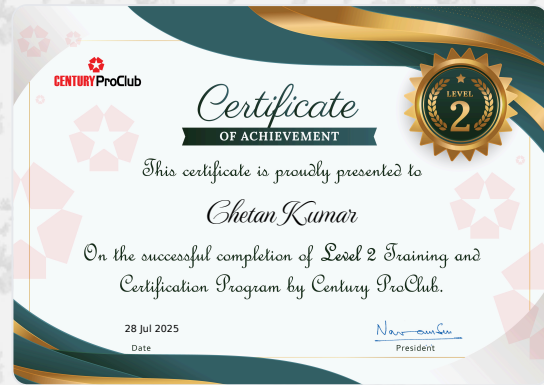 CENTURY ProClub
LEVEL
2
Certificate
OF ACHIEVEMENT
This certificate is proudly presented to
Chetan Kumar
On the successful completion of Level 2 Training and
Certification Program by Century ProClub.
28 Jul 2025
Date
President